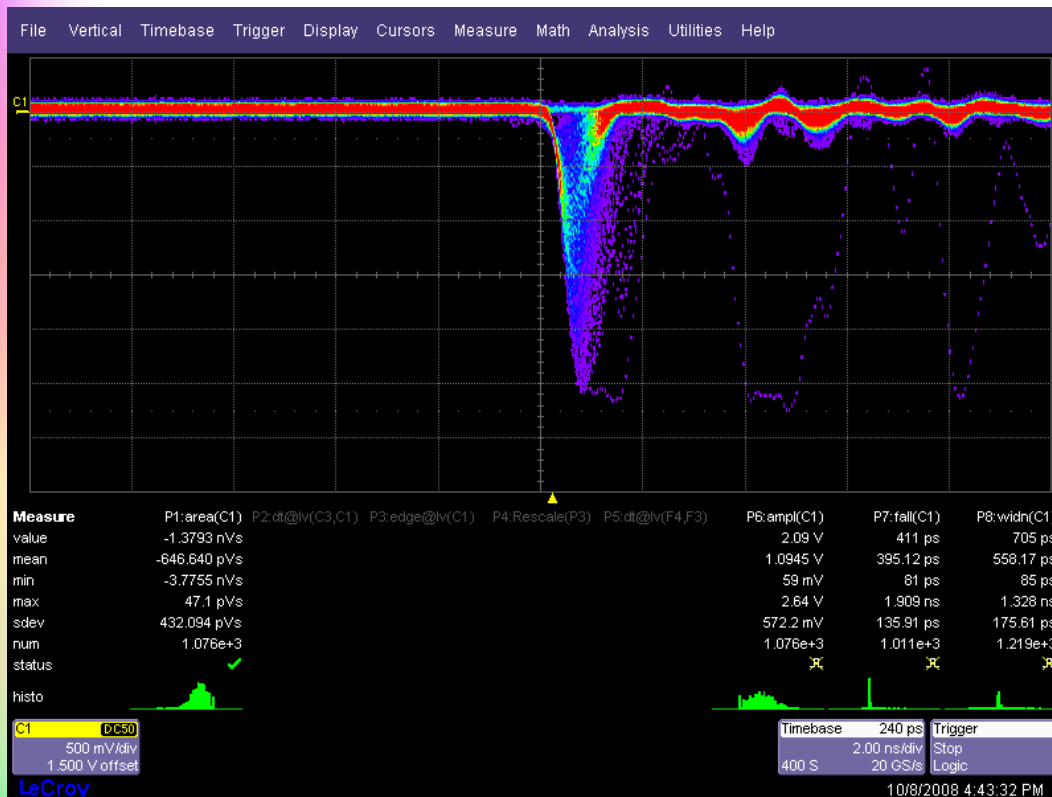 File Vertical Timebase Trigger Display Cursors Measure Math Analysis Utilities Help
C1
Measure P1:area(C1) P2:dt@lv(C3,C1) P3:edge@lv(C1) P4:Rescale(P3) P5:dt@lv(F4,F3) P6:ampl(C1) P7:fall(C1) P8:widn(C1)
value -1.3793 nVs 2.09 V 411 ps 705 ps
mean -646.640 pVs 1.0945 V 395.12 ps 558.17 ps
min -3.7755 nVs 59 mV 81 ps 85 ps
max 47.1 pVs 2.64 V 1.909 ns 1.328 ns
sdev 432.094 pVs 572.2 mV 135.91 ps 175.61 ps
num 1.076e+3 1.076e+3 1.011e+3 1.219e+3
status
histo
C1 DC50
500 mV/div
1.500 V offset
Timebase 240 ps
2.00 ns/div
400 S 20 GS/s
Trigger
Stop
Logic
LeCroy
10/8/2008 4:43:32 PM